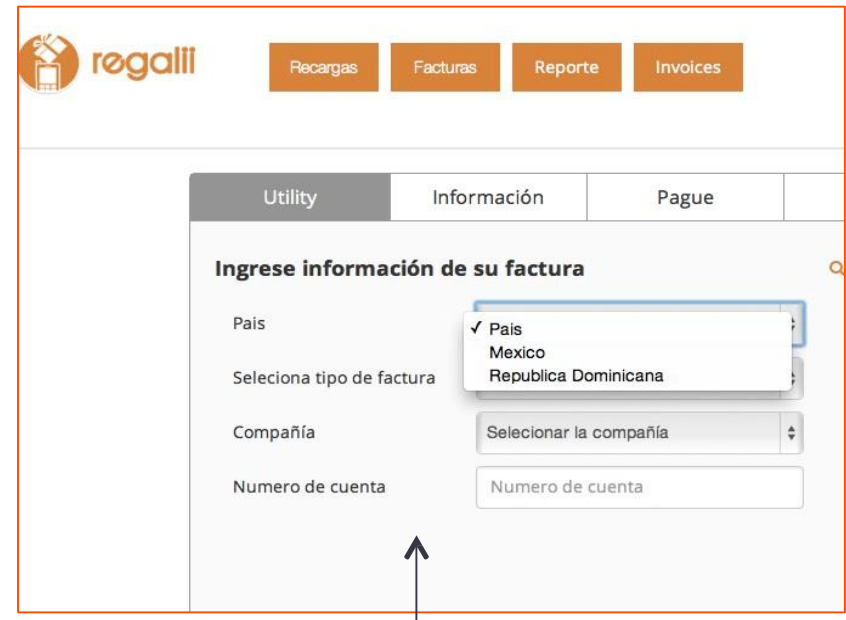 regalii
Recargas Facturas Reporte Invoices
Utility Información Pague
Ingrese información de su factura
Pais ✓ Pais
Mexico
Republica Dominicana
Seleciona tipo de factura
Compañía Selecionar la compañía
Numero de cuenta Numero de cuenta